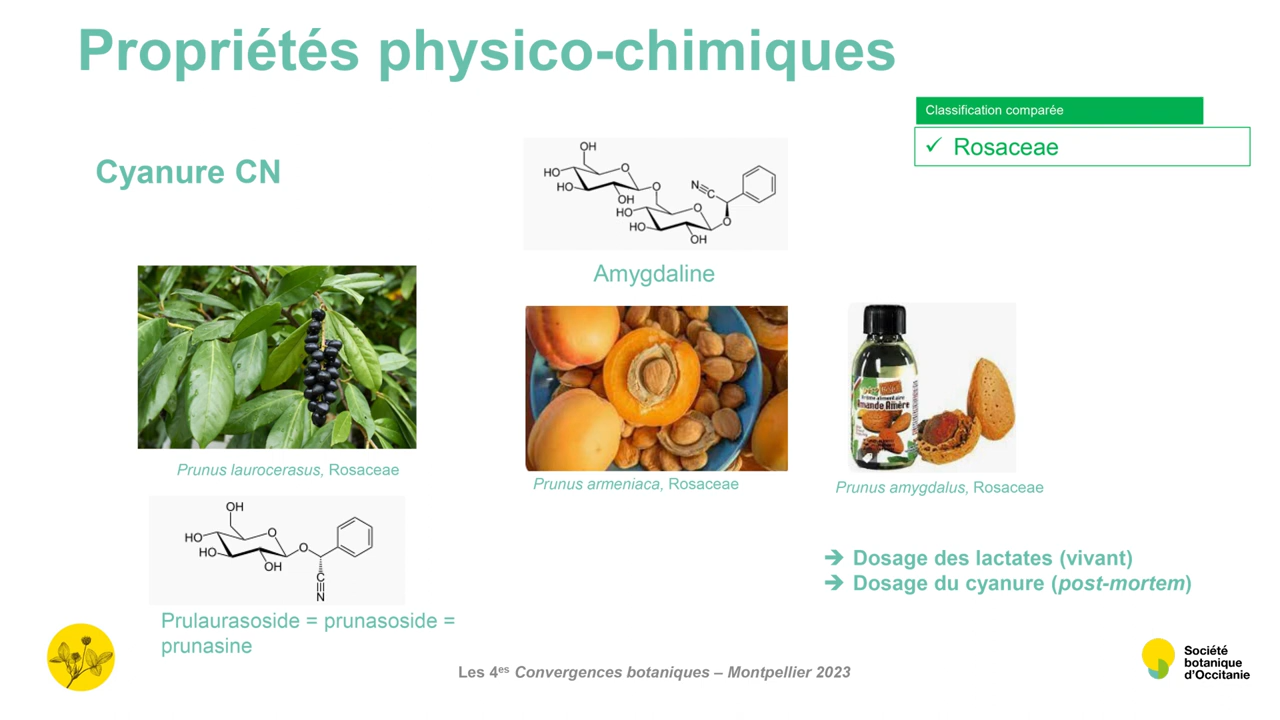 Propriétés physico-chimiques
Classification comparée
✓ Rosaceae
Cyanure CN
OH
HO
O
HO
OH
O
N
C
HO
O
HO
O
OH
Amygdaline
Amande Amère
Prunus laurocerasus, Rosaceae
Prunus armeniaca, Rosaceae
Prunus amygdalus, Rosaceae
OH
HO
O
HO
O
OH
C
N
➔ Dosage des lactates (vivant)
➔ Dosage du cyanure (post-mortem)
Prulaurasoside = prunasoside =
prunasine
Les 4es Convergences botaniques – Montpellier 2023
Société
botanique
d'Occitanie